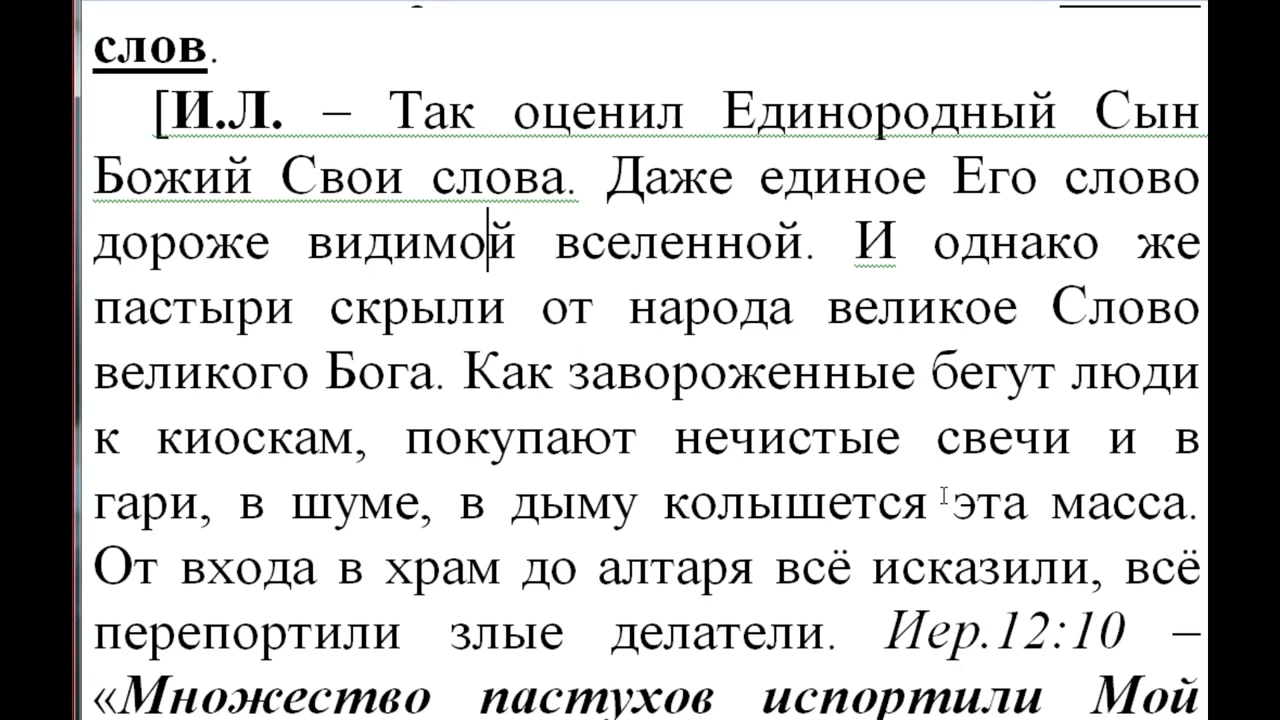 слов.
[И.Л. – Так оценил Единородный Сын
Божий Свои слова. Даже единое Его слово
дороже видимой вселенной. И однако же
пастыри скрыли от народа великое Слово
великого Бога. Как завороженные бегут люди
к киоскам, покупают нечистые свечи и в
гари, в шуме, в дыму колышется эта масса.
От входа в храм до алтаря всё исказили, всё
перепортили злые делатели. Иер.12:10 –
«Множество пастухов испортили Мой